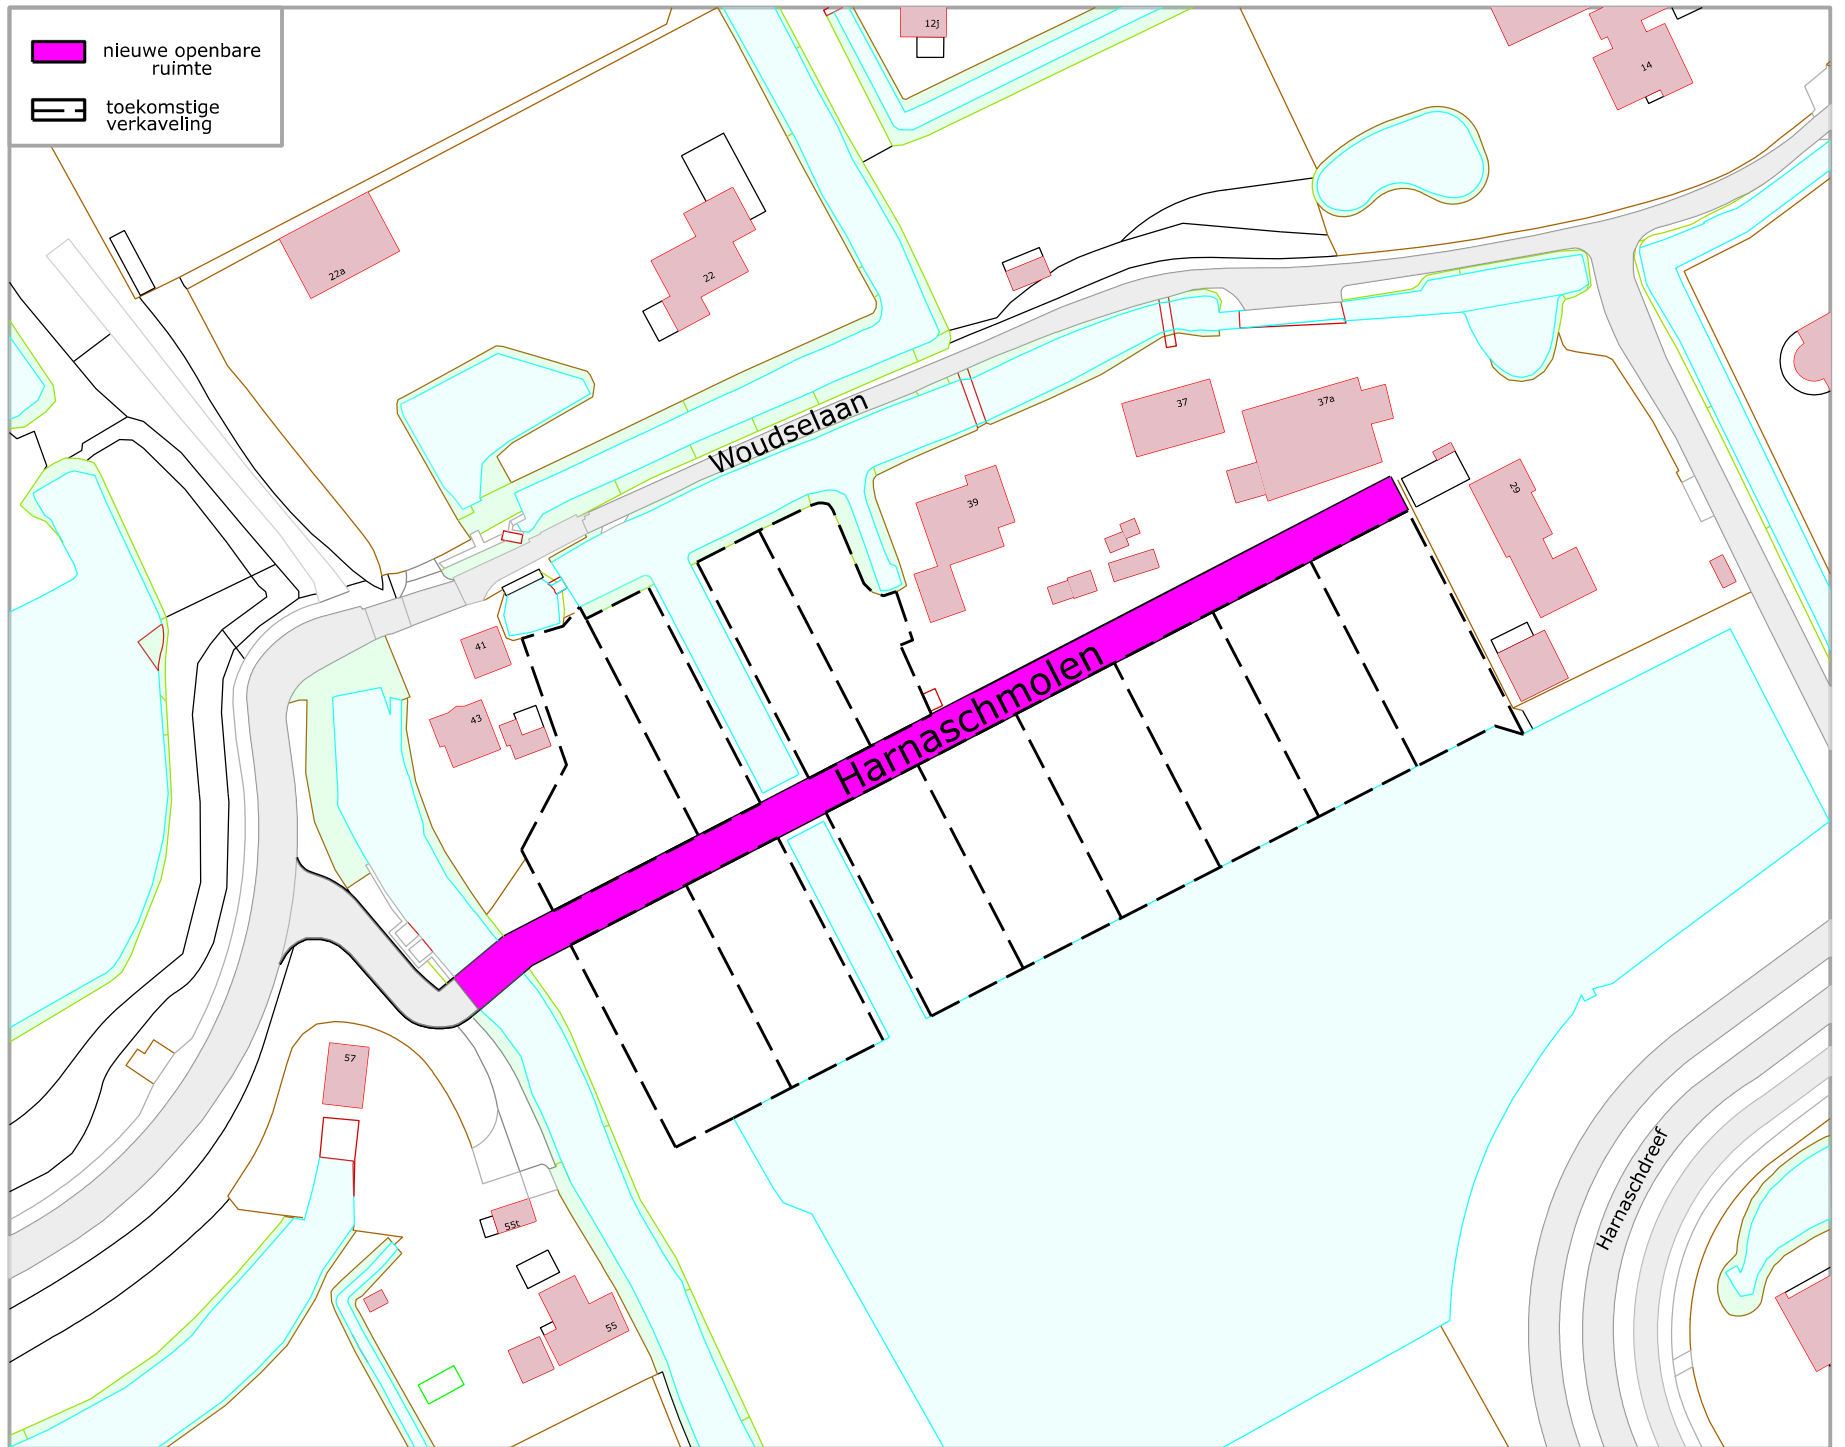 nieuwe openbare
ruimte
toekomstige
verkaveling
12j
14
22a
22
Woudselaan
37
37a
39
29
41
43
Harnaschmolen
57
55t
55
Harnaschdreef